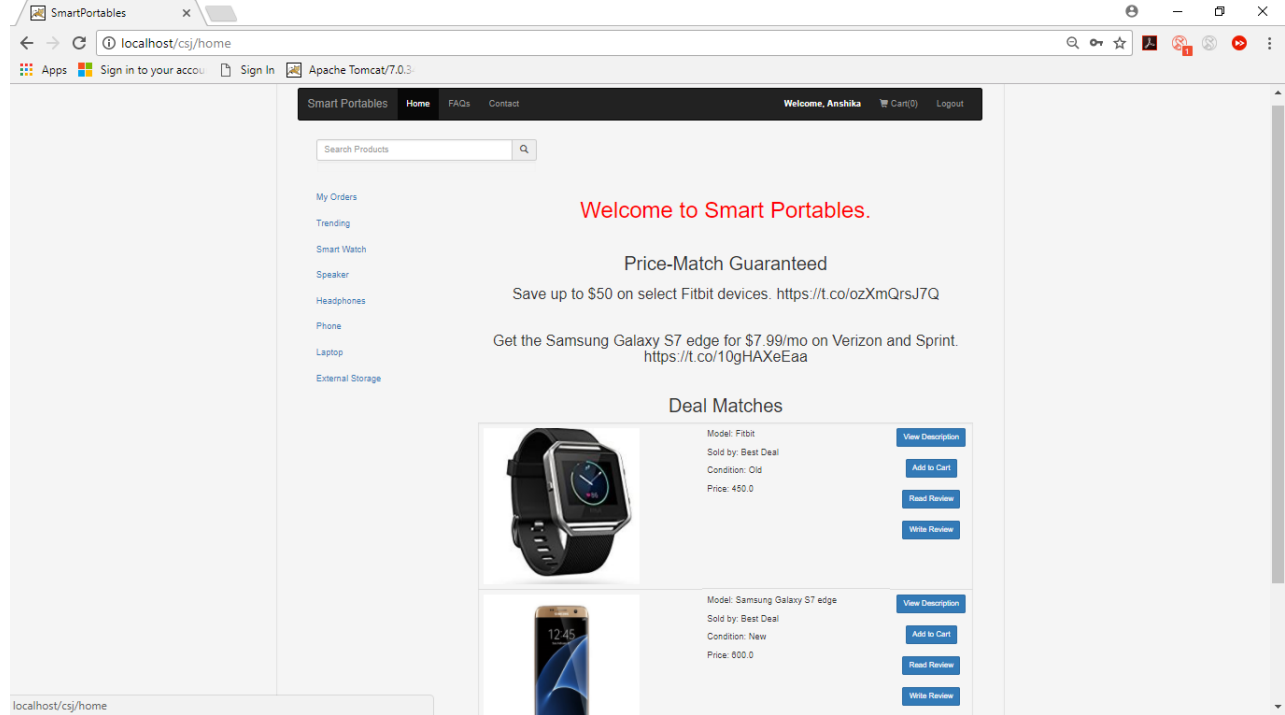 SmartPortables
localhost/csj/home
Apps Sign in to your accou Sign In Apache Tomcat/7.0.3
1
Smart Portables Home FAQs Contact Welcome, Anshika Cart(0) Logout
Search Products
My Orders
Trending
Smart Watch
Speaker
Headphones
Phone
Laptop
External Storage
Welcome to Smart Portables.
Price-Match Guaranteed
Save up to $50 on select Fitbit devices. https://t.co/ozXmQrsJ7Q
Get the Samsung Galaxy S7 edge for $7.99/mo on Verizon and Sprint.
https://t.co/10gHAXeEaa
Deal Matches
Model: Fitbit
Sold by: Best Deal
Condition: Old
Price: 450.0
View Description
Add to Cart
Read Review
Write Review
12:45
Model: Samsung Galaxy S7 edge
Sold by: Best Deal
Condition: New
Price: 600.0
View Description
Add to Cart
Read Review
Write Review
localhost/csj/home